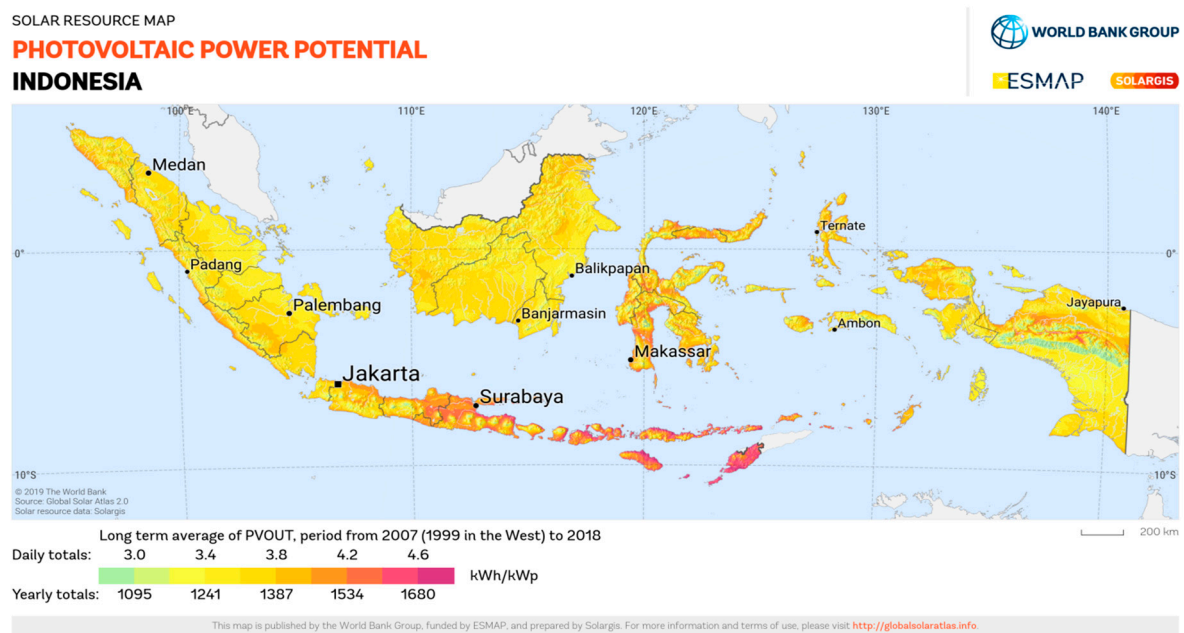 SOLAR RESOURCE MAP
PHOTOVOLTAIC POWER POTENTIAL
INDONESIA
WORLD BANK GROUP
ESMAP
SOLARGIS
100°E
110°E
120°E
130°E
140°E
Medan
Ternate
0°
0°
Padang
Balikpapan
Palembang
Jayapura
Banjarmasin
Ambon
Makassar
Jakarta
Surabaya
10°S
10°S
© 2019 The World Bank
Source: Global Solar Atlas 2.0
Solar resource data: Solargis
Long term average of PVOUT, period from 2007 (1999 in the West) to 2018
200 km
Daily totals: 3.0 3.4 3.8 4.2 4.6
kWh/kWp
Yearly totals: 1095 1241 1387 1534 1680
This map is published by the World Bank Group, funded by ESMAP, and prepared by Solargis. For more information and terms of use, please visit http://globalsolaratlas.info.